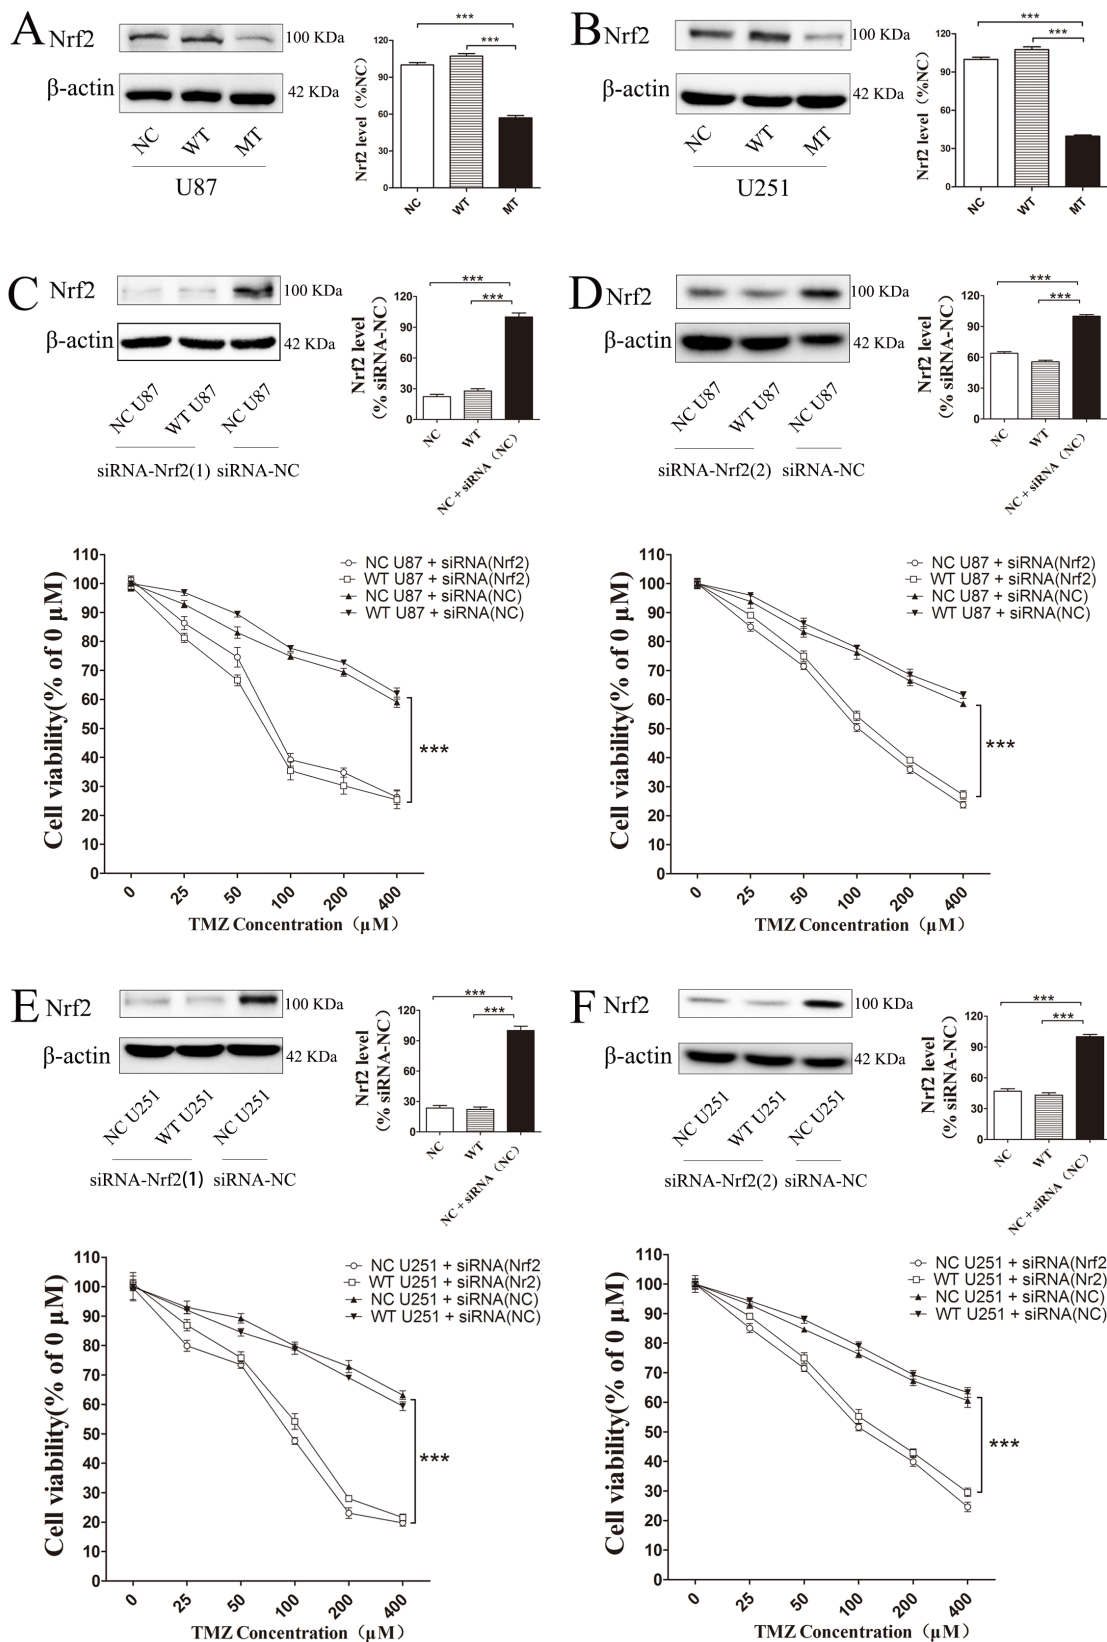 A
Nrf2
100 KDa
β-actin
42 KDa
NC
WT
MT
U87
***
***
Nrf2 level（%NC）
120
90
60
30
0
NC
WT
MT
B
Nrf2
100 KDa
β-actin
42 KDa
NC
WT
MT
U251
***
***
Nrf2 level（%NC）
120
90
60
30
0
NC
WT
MT
C
Nrf2
100 KDa
β-actin
42 KDa
NC U87
WT U87
NC U87
siRNA-Nrf2(1) siRNA-NC
***
***
Nrf2 level
(% siRNA-NC)
120
90
60
30
0
NC
WT
NC + siRNA（NC）
D
Nrf2
100 KDa
β-actin
42 KDa
NC U87
WT U87
NC U87
siRNA-Nrf2(2) siRNA-NC
***
***
Nrf2 level
(% siRNA-NC)
120
90
60
30
0
NC
WT
NC + siRNA（NC）
Cell viability(% of 0 µM)
110
100
90
80
70
60
50
40
30
20
10
0
NC U87 + siRNA(Nrf2)
WT U87 + siRNA(Nrf2)
NC U87 + siRNA(NC)
WT U87 + siRNA(NC)
***
0
25
50
100
200
400
TMZ Concentration（µM）
Cell viability(% of 0 µM)
110
100
90
80
70
60
50
40
30
20
10
0
NC U87 + siRNA(Nrf2)
WT U87 + siRNA(Nrf2)
NC U87 + siRNA(NC)
WT U87 + siRNA(NC)
***
0
25
50
100
200
400
TMZ Concentration（µM）
E
Nrf2
100 KDa
β-actin
42 KDa
NC U251
WT U251
NC U251
siRNA-Nrf2(1) siRNA-NC
***
***
Nrf2 level
(% siRNA-NC)
120
90
60
30
0
NC
WT
NC + siRNA（NC）
F
Nrf2
100 KDa
β-actin
42 KDa
NC U251
WT U251
NC U251
siRNA-Nrf2(2) siRNA-NC
***
***
Nrf2 level
(% siRNA-NC)
120
90
60
30
0
NC
WT
NC + siRNA（NC）
Cell viability(% of 0 µM)
110
100
90
80
70
60
50
40
30
20
10
0
NC U251 + siRNA(Nrf2
WT U251 + siRNA(Nr2)
NC U251 + siRNA(NC)
WT U251 + siRNA(NC)
***
0
25
50
100
200
400
TMZ Concentration（µM）
Cell viability(% of 0 µM)
110
100
90
80
70
60
50
40
30
20
10
0
NC U251 + siRNA(Nrf2
WT U251 + siRNA(Nr2)
NC U251 + siRNA(NC)
WT U251 + siRNA(NC)
***
0
25
50
100
200
400
TMZ Concentration（µM）